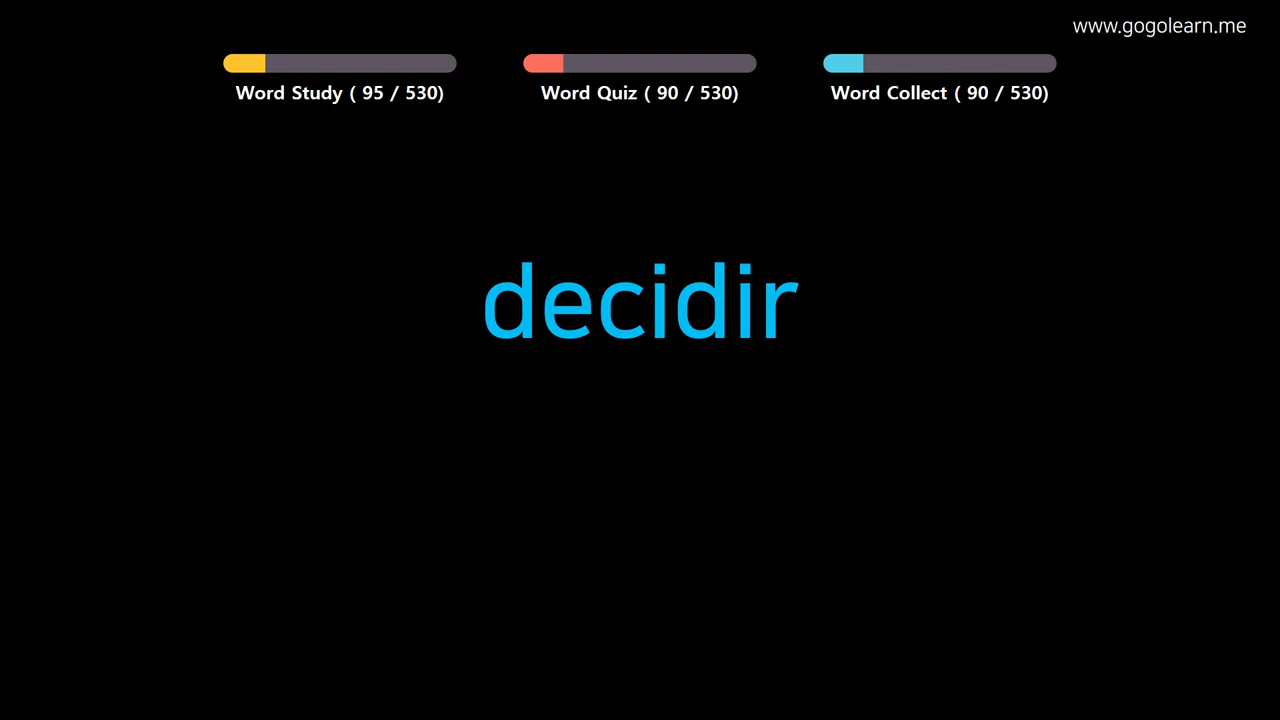 www.gogolearn.me
Word Study ( 95 / 530)
Word Quiz ( 90 / 530)
Word Collect ( 90 / 530)
decidir